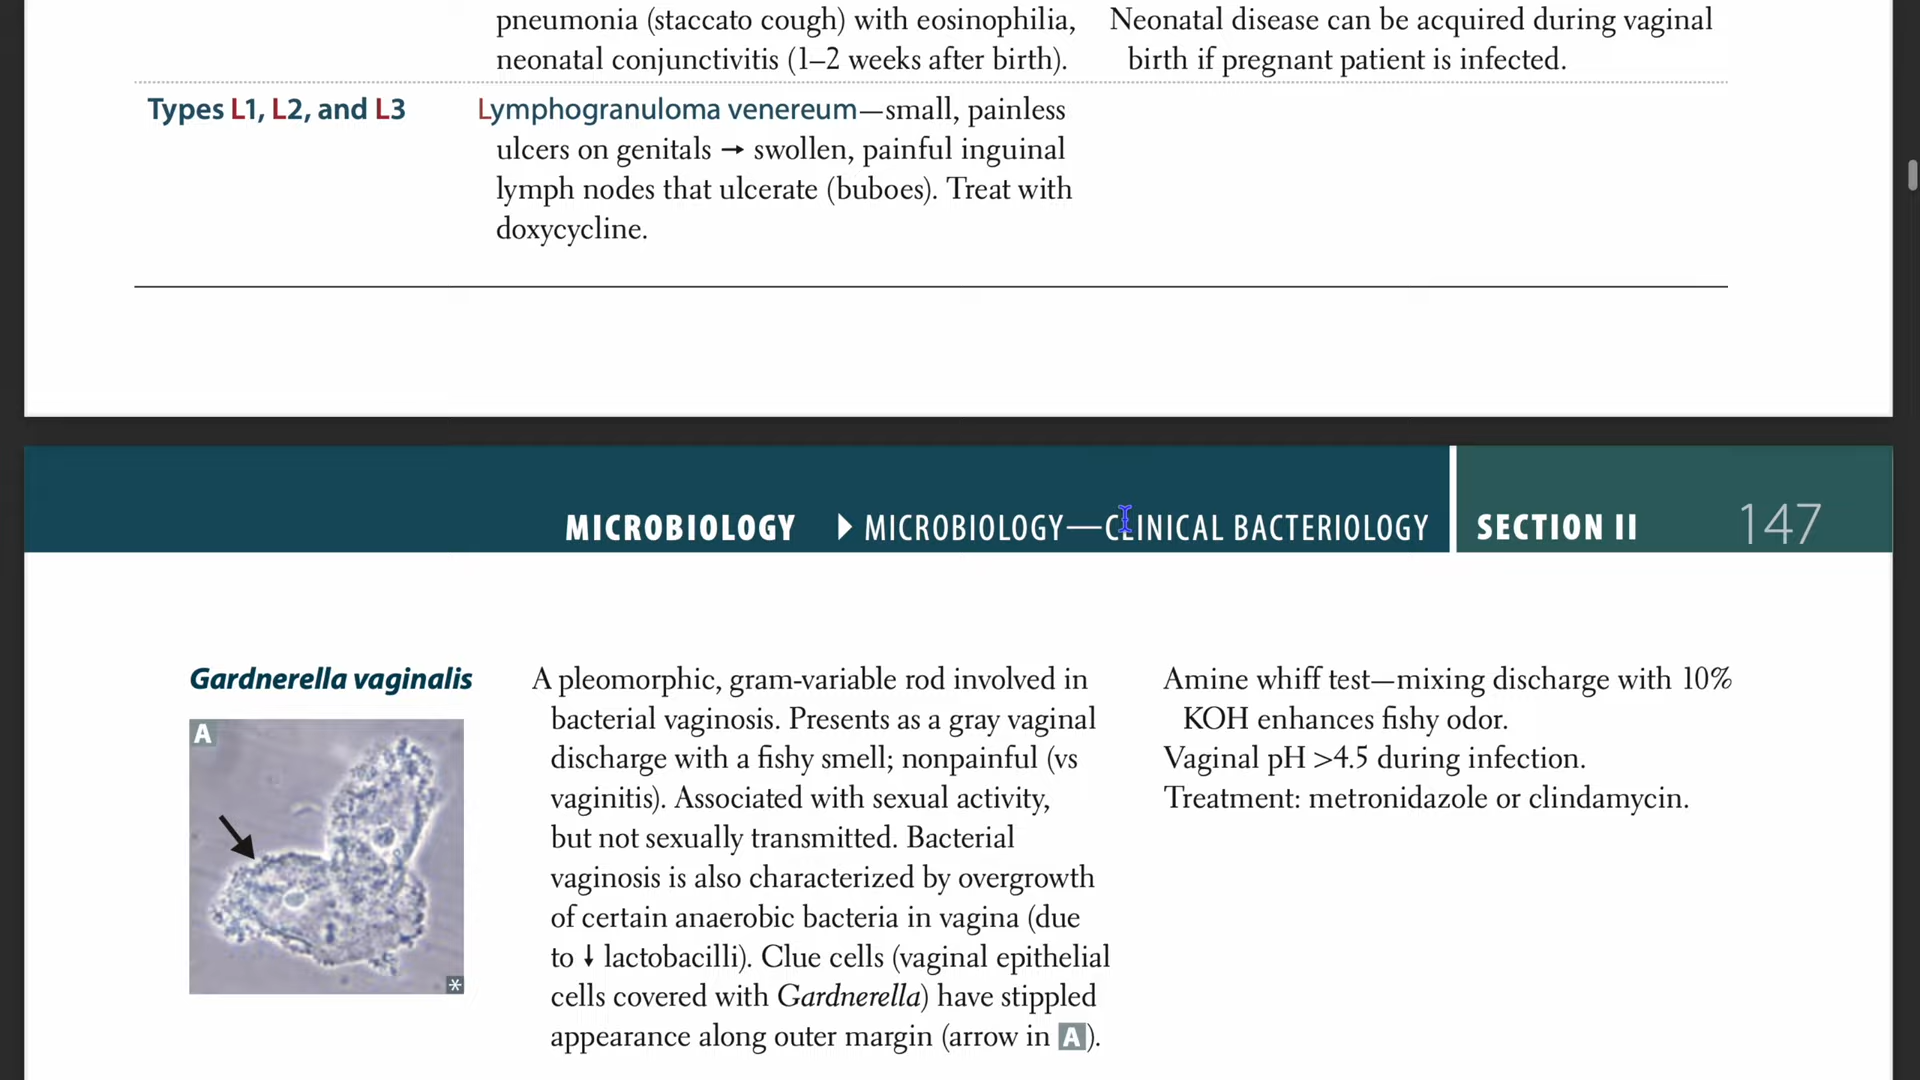 pneumonia (staccato cough) with eosinophilia,
neonatal conjunctivitis (1–2 weeks after birth).
Neonatal disease can be acquired during vaginal
birth if pregnant patient is infected.
Types L1, L2, and L3
Lymphogranuloma venereum—small, painless
ulcers on genitals → swollen, painful inguinal
lymph nodes that ulcerate (buboes). Treat with
doxycycline.
MICROBIOLOGY ▶ MICROBIOLOGY—CLINICAL BACTERIOLOGY
SECTION II
147
Gardnerella vaginalis
A
*
A pleomorphic, gram-variable rod involved in
bacterial vaginosis. Presents as a gray vaginal
discharge with a fishy smell; nonpainful (vs
vaginitis). Associated with sexual activity,
but not sexually transmitted. Bacterial
vaginosis is also characterized by overgrowth
of certain anaerobic bacteria in vagina (due
to ↓ lactobacilli). Clue cells (vaginal epithelial
cells covered with Gardnerella) have stippled
appearance along outer margin (arrow in A).
Amine whiff test—mixing discharge with 10%
KOH enhances fishy odor.
Vaginal pH >4.5 during infection.
Treatment: metronidazole or clindamycin.